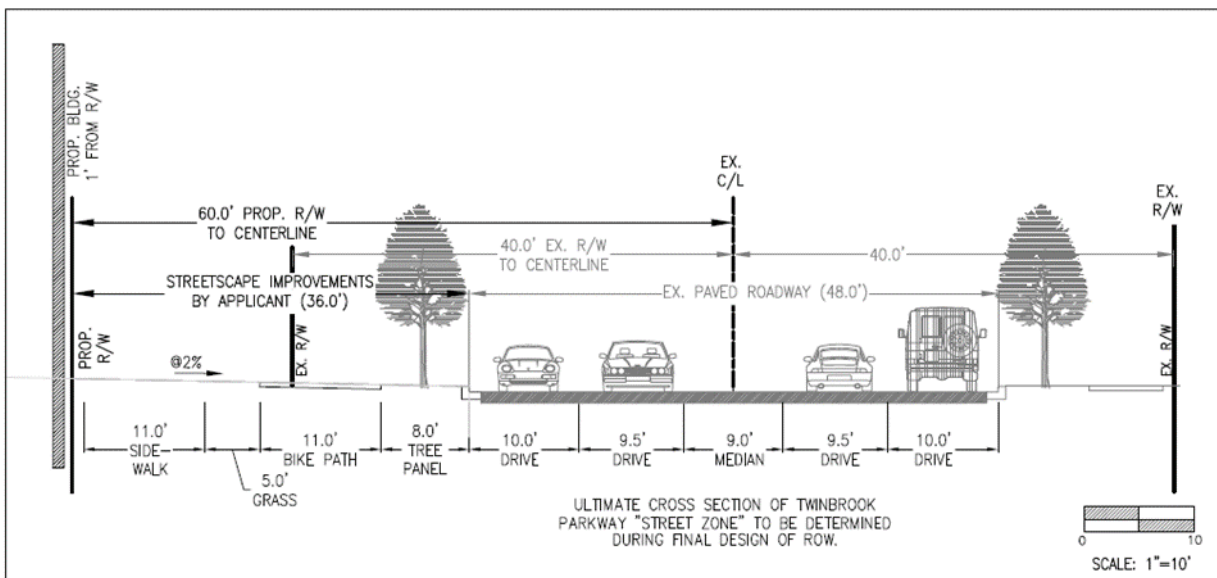 PROP. BLDG.
1' FROM R/W
EX.
C/L
EX.
R/W
60.0' PROP. R/W
TO CENTERLINE
40.0' EX. R/W
TO CENTERLINE
40.0'
STREETSCAPE IMPROVEMENTS
BY APPLICANT (36.0')
EX. PAVED ROADWAY (48.0')
PROP.
R/W
EX. R/W
EX. R/W
@2%
11.0'
SIDE-
WALK
5.0'
GRASS
11.0'
BIKE PATH
8.0'
TREE
PANEL
10.0'
DRIVE
9.5'
DRIVE
9.0'
MEDIAN
9.5'
DRIVE
10.0'
DRIVE
ULTIMATE CROSS SECTION OF TWINBROOK
PARKWAY "STREET ZONE" TO BE DETERMINED
DURING FINAL DESIGN OF ROW.
0 10
SCALE: 1"=10'